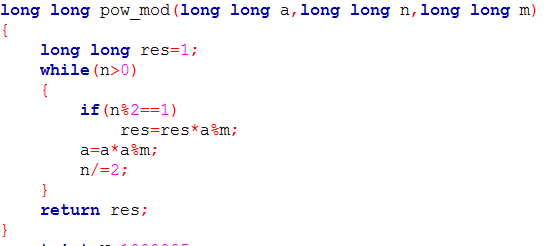 long long pow_mod(long long a,long long n,long long m)
{
    long long res=1;
    while(n>0)
    {
        if(n%2==1)
            res=res*a%m;
        a=a*a%m;
        n/=2;
    }
    return res;
}